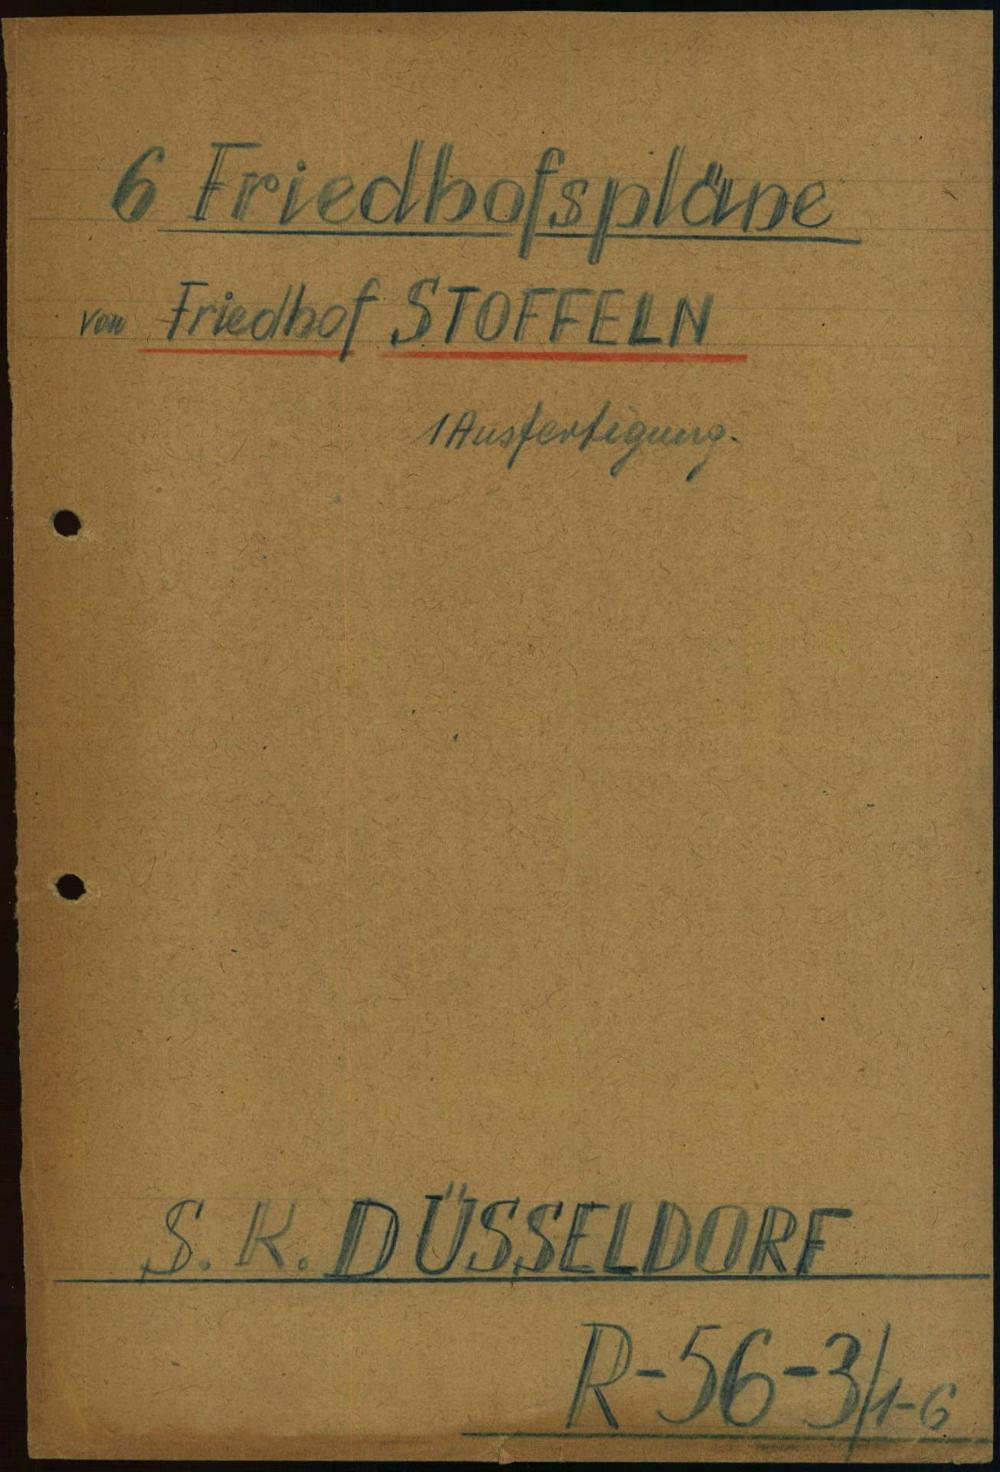 6 Friedhofspläne
von Friedhof STOFFELN
1 Ausfertigung.
S. K. DÜSSELDORF
R-56-3/1-6